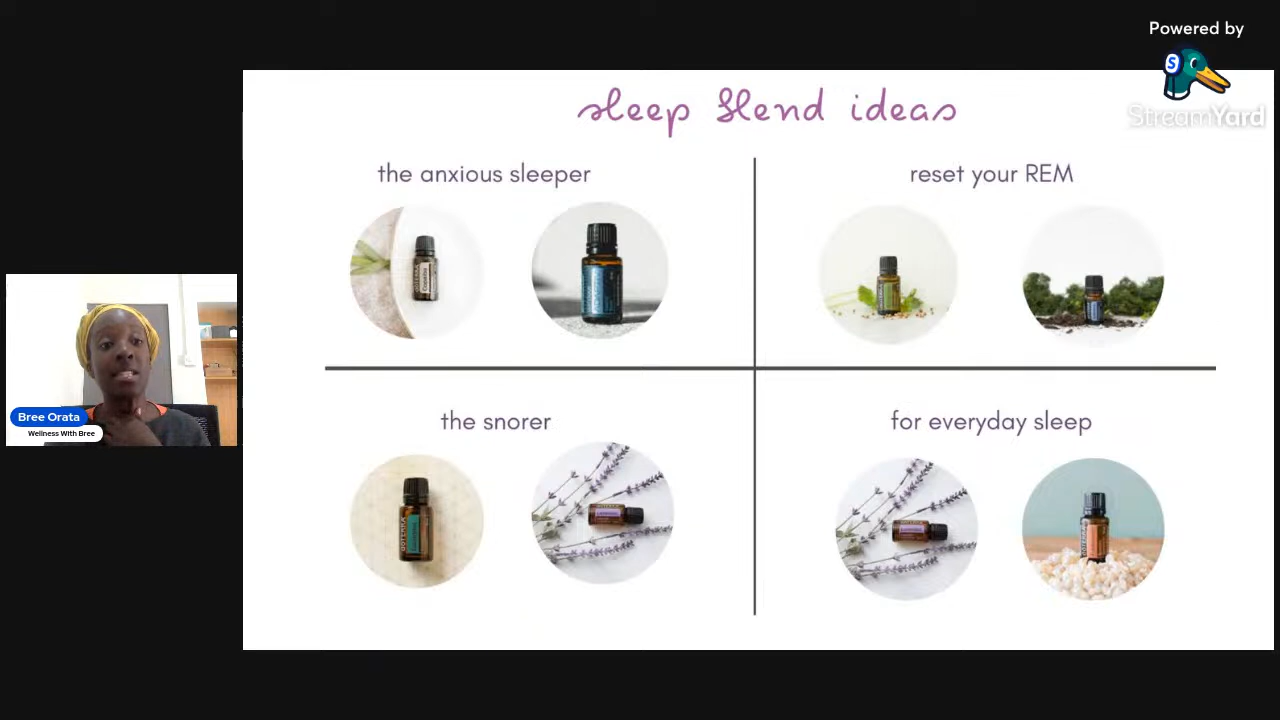 Powered by
S
StreamYard
sleep blend ideas
the anxious sleeper
reset your REM
Bree Orata
Wellness With Bree
the snorer
for everyday sleep